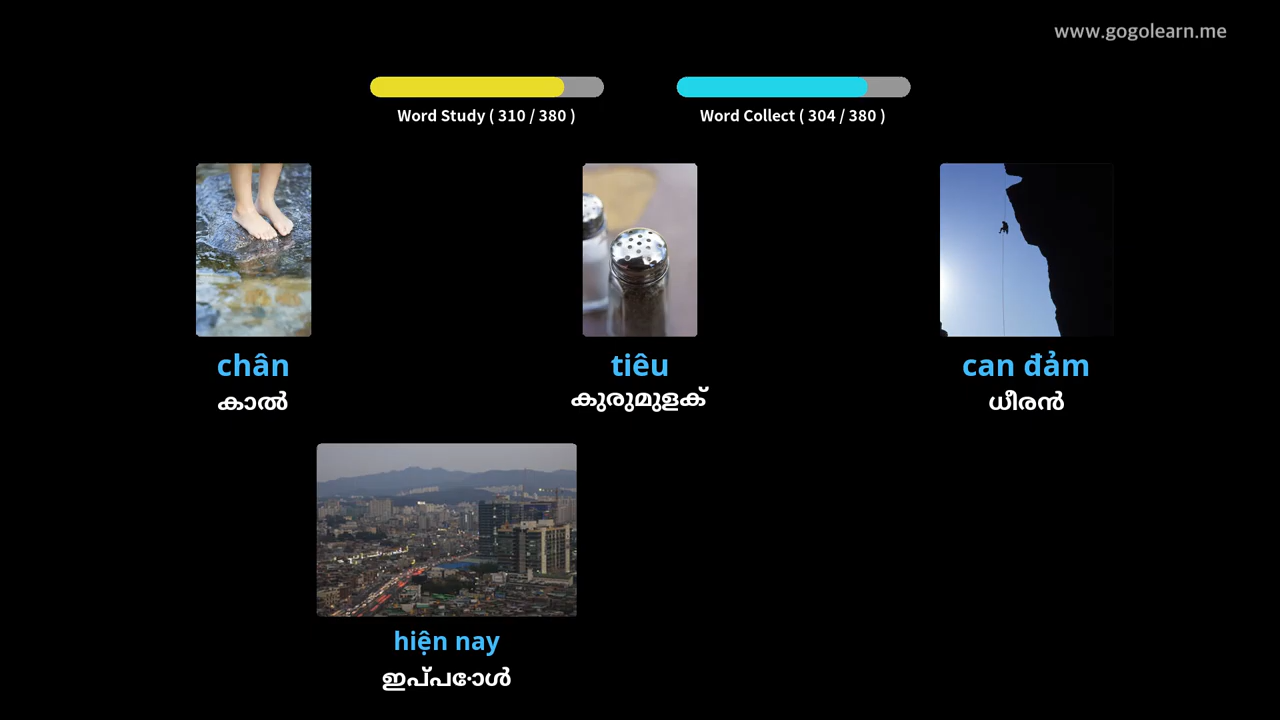 www.gogolearn.me
Word Study ( 310 / 380 )
Word Collect ( 304 / 380 )
chân
കാൽ
tiêu
കുരുമുളക്
can đảm
ധീരൻ
hiện nay
ഇപ്പോൾ